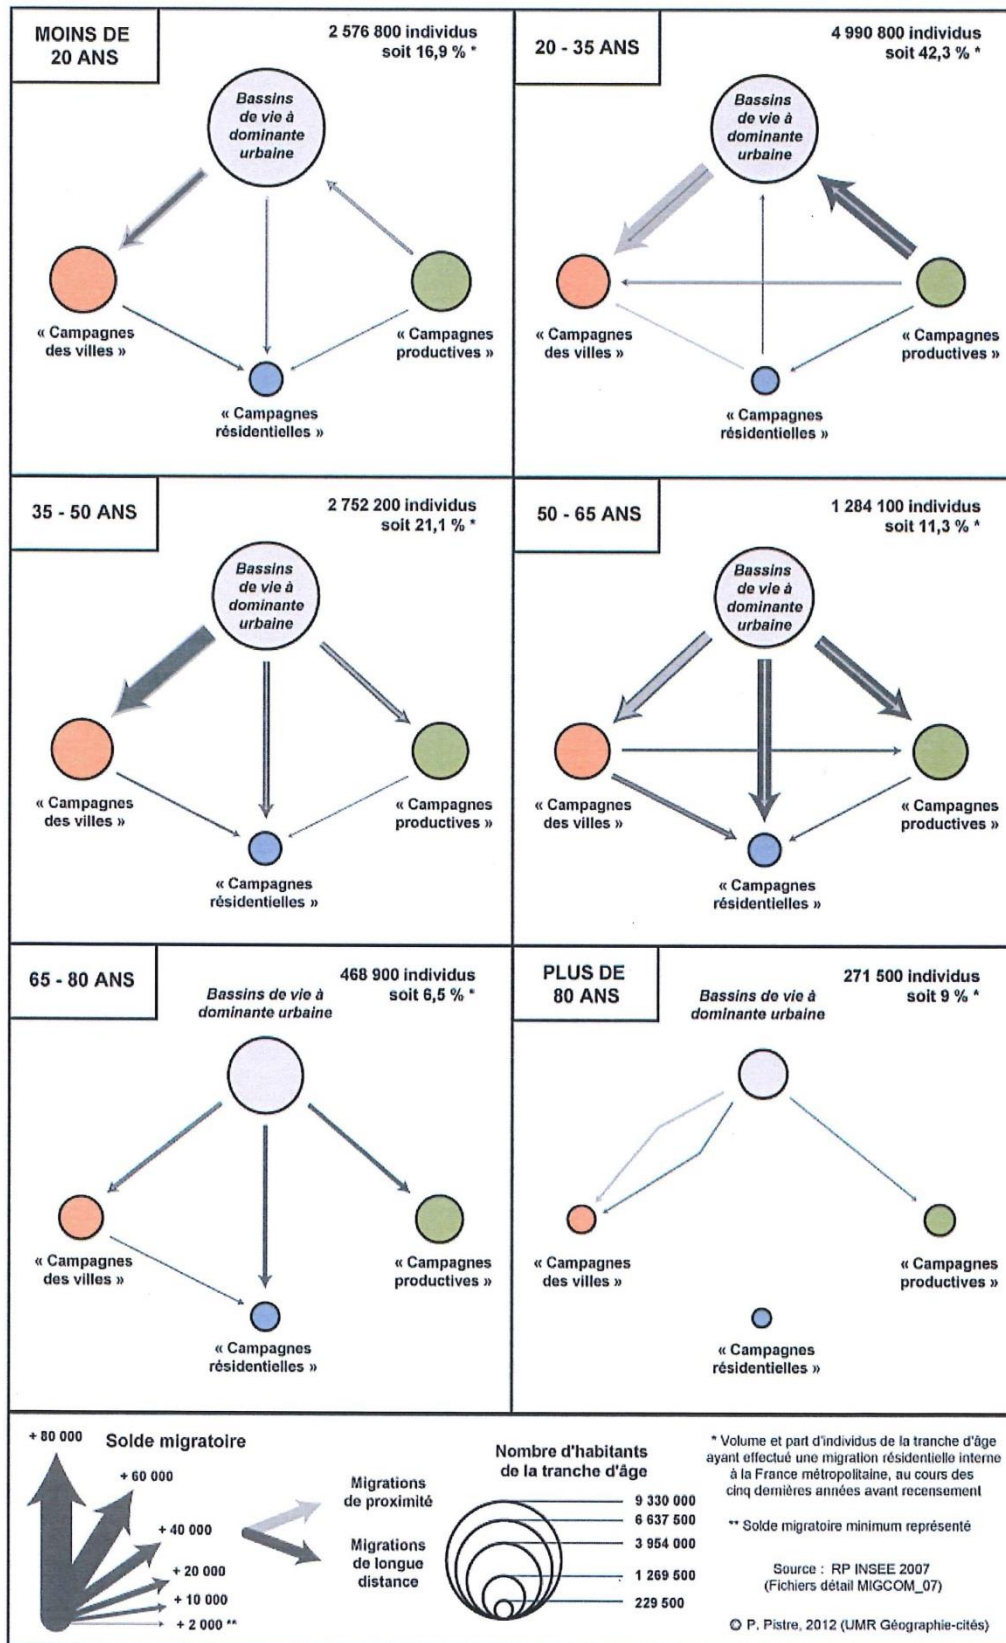 MOINS DE
20 ANS
2 576 800 individus
soit 16,9 % *
Bassins
de vie à
dominante
urbaine
« Campagnes
des villes »
« Campagnes
productives »
« Campagnes
résidentielles »
20 - 35 ANS
4 990 800 individus
soit 42,3 % *
Bassins
de vie à
dominante
urbaine
« Campagnes
des villes »
« Campagnes
productives »
« Campagnes
résidentielles »
35 - 50 ANS
2 752 200 individus
soit 21,1 % *
Bassins
de vie à
dominante
urbaine
« Campagnes
des villes »
« Campagnes
productives »
« Campagnes
résidentielles »
50 - 65 ANS
1 284 100 individus
soit 11,3 % *
Bassins
de vie à
dominante
urbaine
« Campagnes
des villes »
« Campagnes
productives »
« Campagnes
résidentielles »
65 - 80 ANS
468 900 individus
soit 6,5 % *
Bassins de vie à
dominante urbaine
« Campagnes
des villes »
« Campagnes
productives »
« Campagnes
résidentielles »
PLUS DE
80 ANS
271 500 individus
soit 9 % *
Bassins de vie à
dominante urbaine
« Campagnes
des villes »
« Campagnes
productives »
« Campagnes
résidentielles »
Solde migratoire
+ 80 000
+ 60 000
+ 40 000
+ 20 000
+ 10 000
+ 2 000 **
Migrations
de proximité
Migrations
de longue
distance
Nombre d'habitants
de la tranche d'âge
9 330 000
6 637 500
3 954 000
1 269 500
229 500
* Volume et part d'individus de la tranche d'âge
ayant effectué une migration résidentielle interne
à la France métropolitaine, au cours des
cinq dernières années avant recensement
** Solde migratoire minimum représenté
Source : RP INSEE 2007
(Fichiers détail MIGCOM_07)
© P. Pistre, 2012 (UMR Géographie-cités)